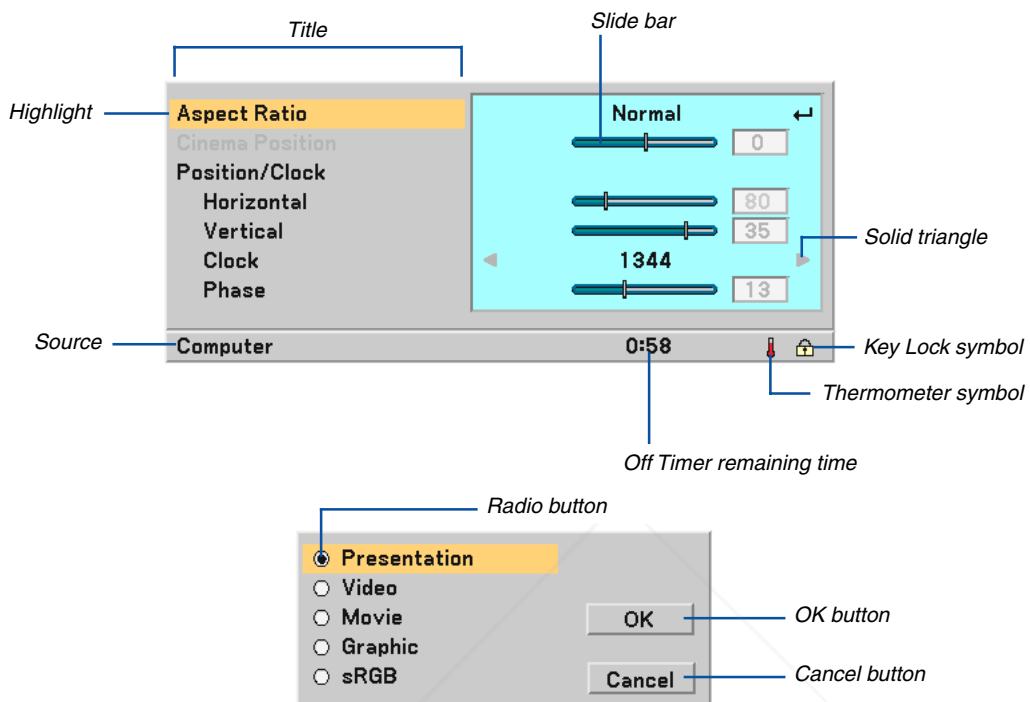 Title
Slide bar
Highlight
Aspect Ratio Normal
Cinema Position 0
Position/Clock
Horizontal 80
Vertical 35
Solid triangle
Clock 1344
Phase 13
Source
Computer 0:58
Key Lock symbol
Thermometer symbol
Off Timer remaining time
Radio button
Presentation
Video
Movie OK
OK button
Graphic
sRGB Cancel
Cancel button